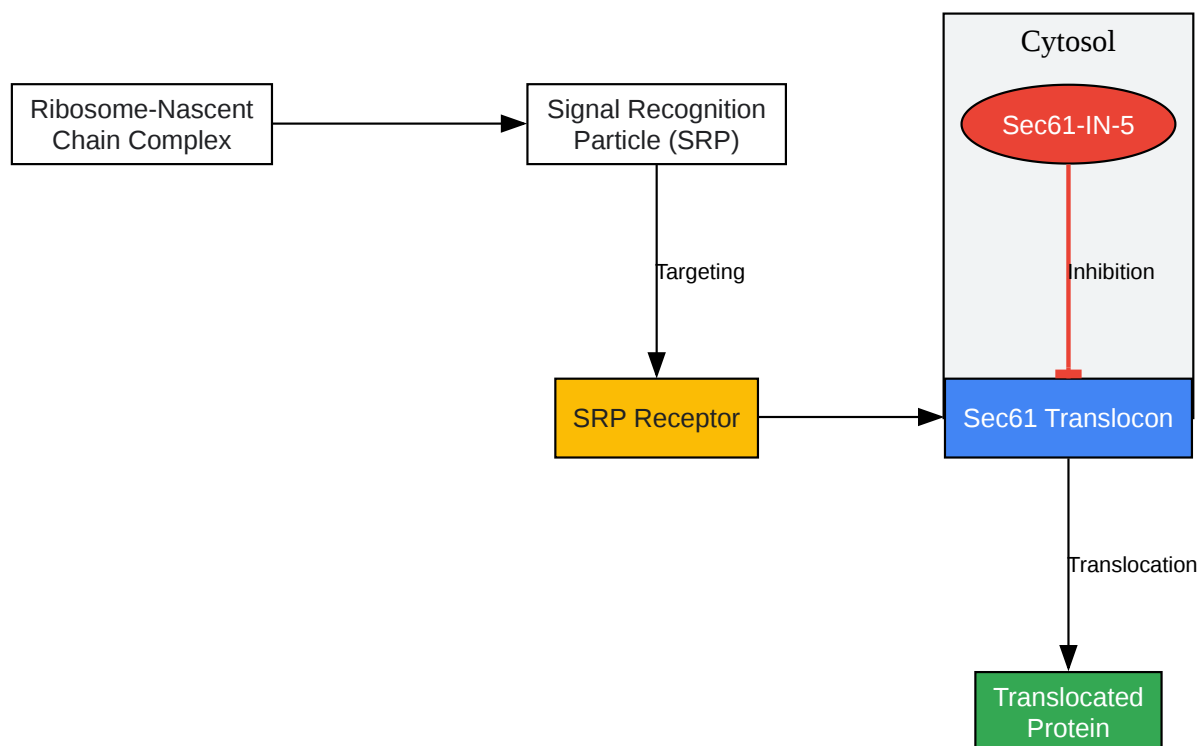 Cytosol
Ribosome-Nascent
Chain Complex
Signal Recognition
Particle (SRP)
Sec61-IN-5
Targeting
Inhibition
SRP Receptor
Sec61 Translocon
Translocation
Translocated
Protein